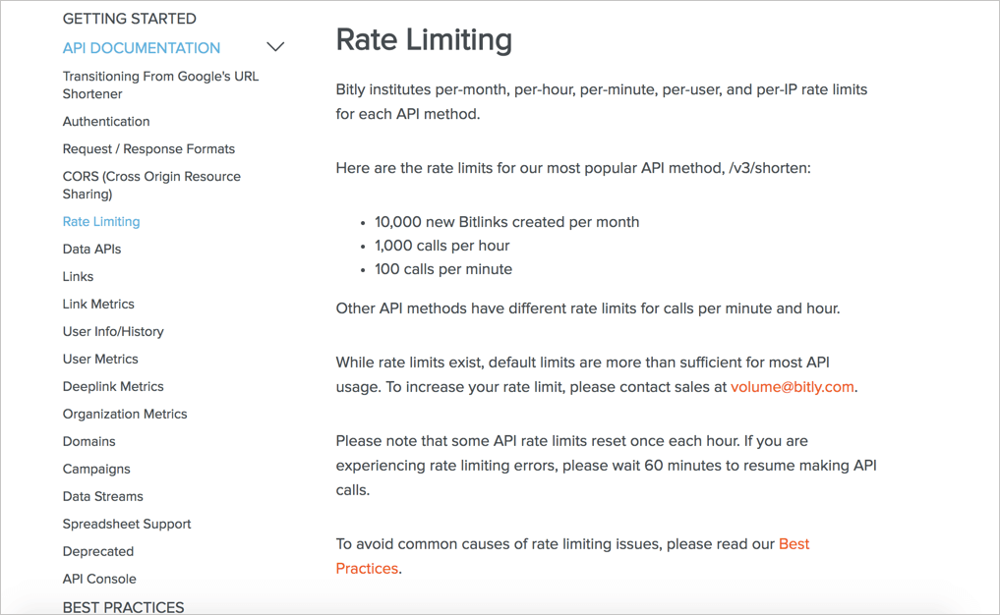 GETTING STARTED
API DOCUMENTATION
Transitioning From Google's URL
Shortener
Authentication
Request / Response Formats
CORS (Cross Origin Resource
Sharing)
Rate Limiting
Data APIs
Links
Link Metrics
User Info/History
User Metrics
Deeplink Metrics
Organization Metrics
Domains
Campaigns
Data Streams
Spreadsheet Support
Deprecated
API Console
BEST PRACTICES
Rate Limiting
Bitly institutes per-month, per-hour, per-minute, per-user, and per-IP rate limits
for each API method.
Here are the rate limits for our most popular API method, /v3/shorten:
• 10,000 new Bitlinks created per month
• 1,000 calls per hour
• 100 calls per minute
Other API methods have different rate limits for calls per minute and hour.
While rate limits exist, default limits are more than sufficient for most API
usage. To increase your rate limit, please contact sales at volume@bitly.com.
Please note that some API rate limits reset once each hour. If you are
experiencing rate limiting errors, please wait 60 minutes to resume making API
calls.
To avoid common causes of rate limiting issues, please read our Best
Practices.